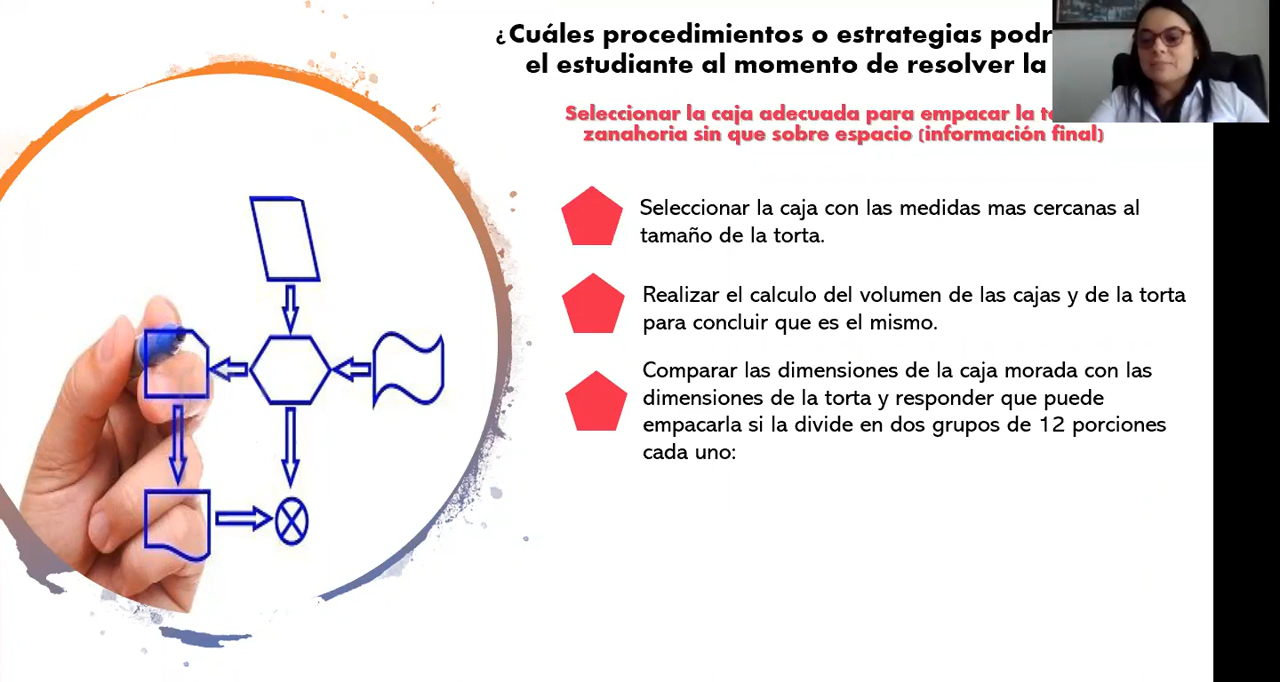 ¿Cuáles procedimientos o estrategias
el estudiante al momento de resolver la
Seleccionar la caja adecuada para empacar la
zanahoria sin que sobre espacio (información final)
Seleccionar la caja con las medidas mas cercanas al
tamaño de la torta.
Realizar el calculo del volumen de las cajas y de la torta
para concluir que es el mismo.
Comparar las dimensiones de la caja morada con las
dimensiones de la torta y responder que puede
empacarla si la divide en dos grupos de 12 porciones
cada uno: